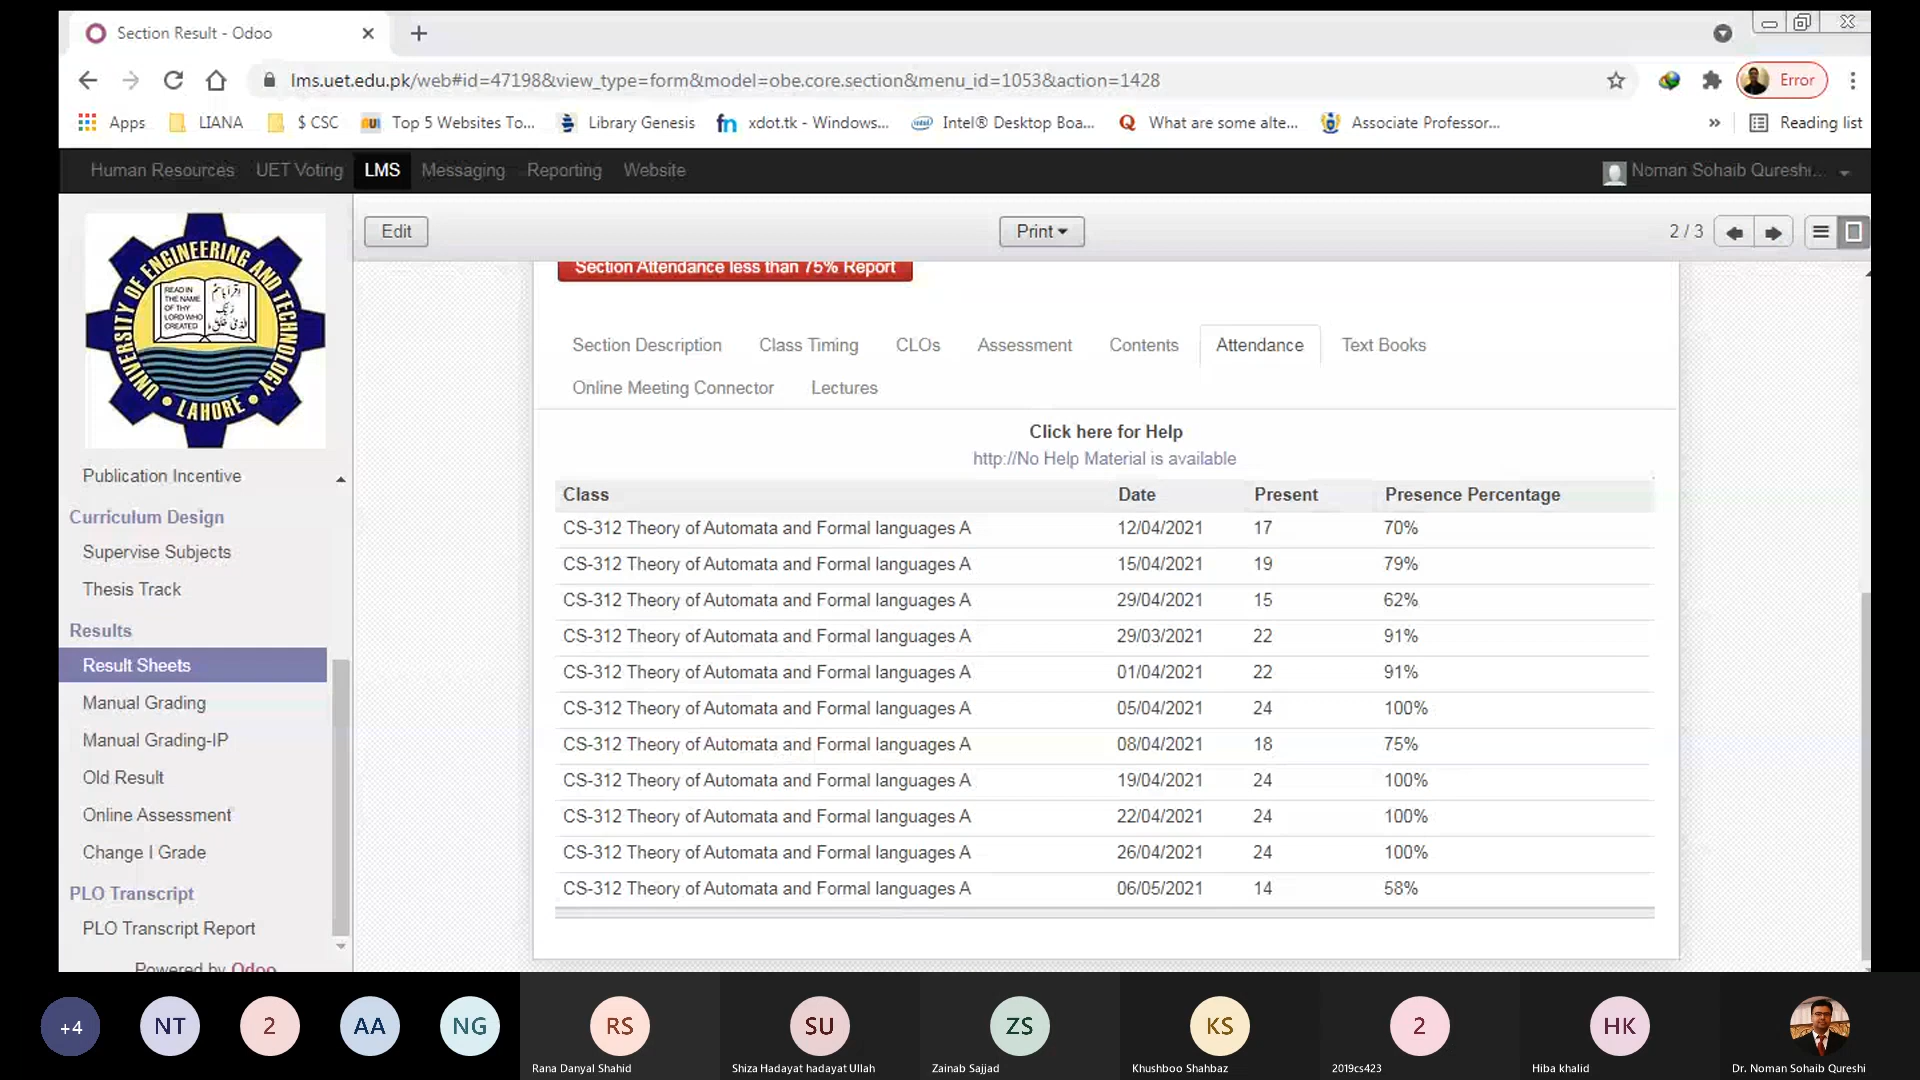 Section Result - Odoo
lms.uet.edu.pk/web#id=47198&view_type=form&model=obe.core.section&menu_id=1053&action=1428
Error
Apps LIANA $ CSC Top 5 Websites To... Library Genesis xdot.tk - Windows... Intel® Desktop Boa... What are some alte... Associate Professor... » Reading list
Human Resources UET Voting LMS Messaging Reporting Website Noman Sohaib Qureshi...
UNIVERSITY OF ENGINEERING AND TECHNOLOGY
LAHORE
READ IN
THE NAME
OF THY
LORD WHO
CREATED
Edit Print 2 / 3
Section Attendance less than 75% Report
Section Description Class Timing CLOs Assessment Contents Attendance Text Books
Online Meeting Connector Lectures
Click here for Help
http://No Help Material is available
Class Date Present Presence Percentage
CS-312 Theory of Automata and Formal languages A 12/04/2021 17 70%
CS-312 Theory of Automata and Formal languages A 15/04/2021 19 79%
CS-312 Theory of Automata and Formal languages A 29/04/2021 15 62%
CS-312 Theory of Automata and Formal languages A 29/03/2021 22 91%
CS-312 Theory of Automata and Formal languages A 01/04/2021 22 91%
CS-312 Theory of Automata and Formal languages A 05/04/2021 24 100%
CS-312 Theory of Automata and Formal languages A 08/04/2021 18 75%
CS-312 Theory of Automata and Formal languages A 19/04/2021 24 100%
CS-312 Theory of Automata and Formal languages A 22/04/2021 24 100%
CS-312 Theory of Automata and Formal languages A 26/04/2021 24 100%
CS-312 Theory of Automata and Formal languages A 06/05/2021 14 58%
Publication Incentive
Curriculum Design
Supervise Subjects
Thesis Track
Results
Result Sheets
Manual Grading
Manual Grading-IP
Old Result
Online Assessment
Change I Grade
PLO Transcript
PLO Transcript Report
Powered by Odoo
+4 NT 2 AA NG RS SU ZS KS 2 HK
Rana Danyal Shahid Shiza Hadayat hadayat Ullah Zainab Sajjad Khushboo Shahbaz 2019cs423 Hiba khalid Dr. Noman Sohaib Qureshi